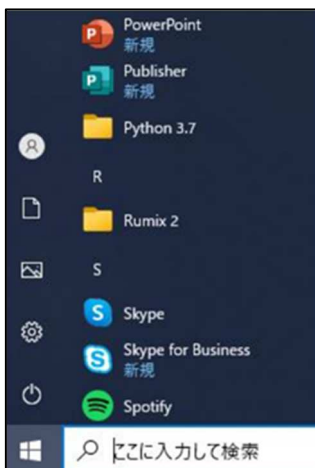 PowerPoint
新規
Publisher
新規
Python 3.7
R
Rumix 2
S
Skype
Skype for Business
新規
Spotify
ここに入力して検索